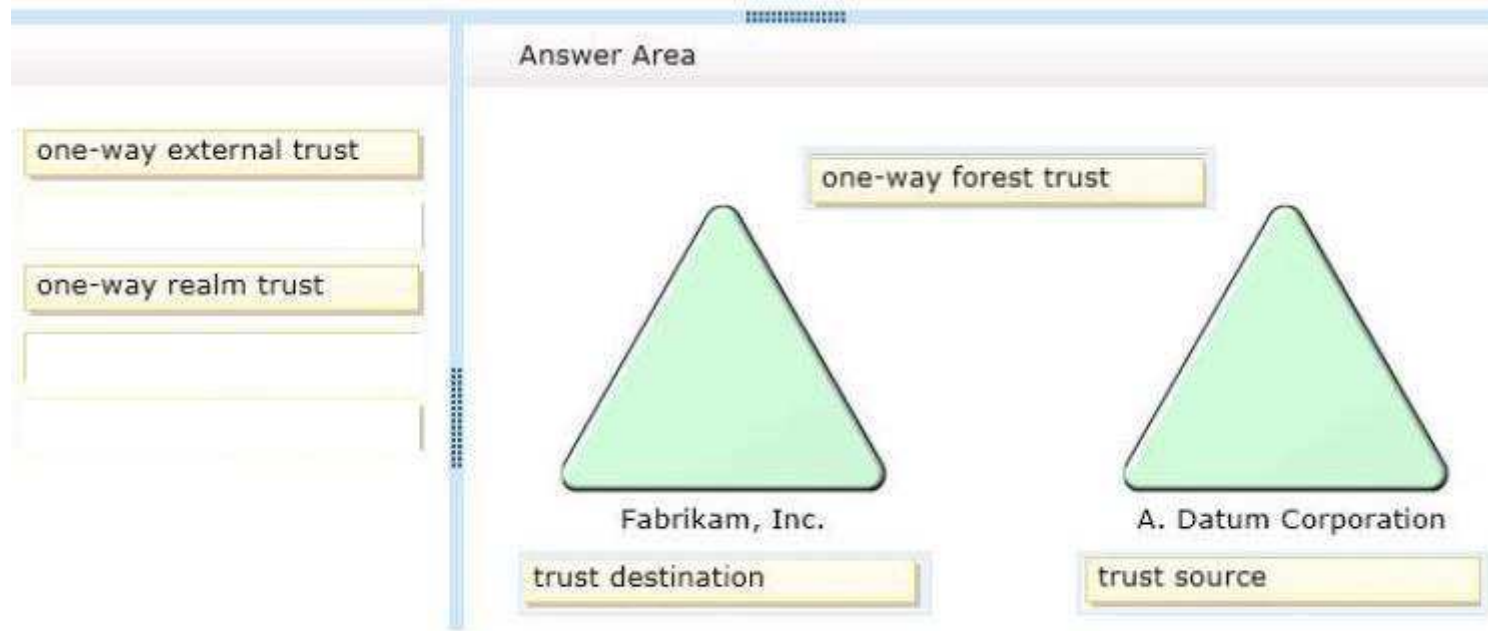 Answer Area
one-way external trust
one-way realm trust
one-way forest trust
Fabrikam, Inc.
A. Datum Corporation
trust destination
trust source